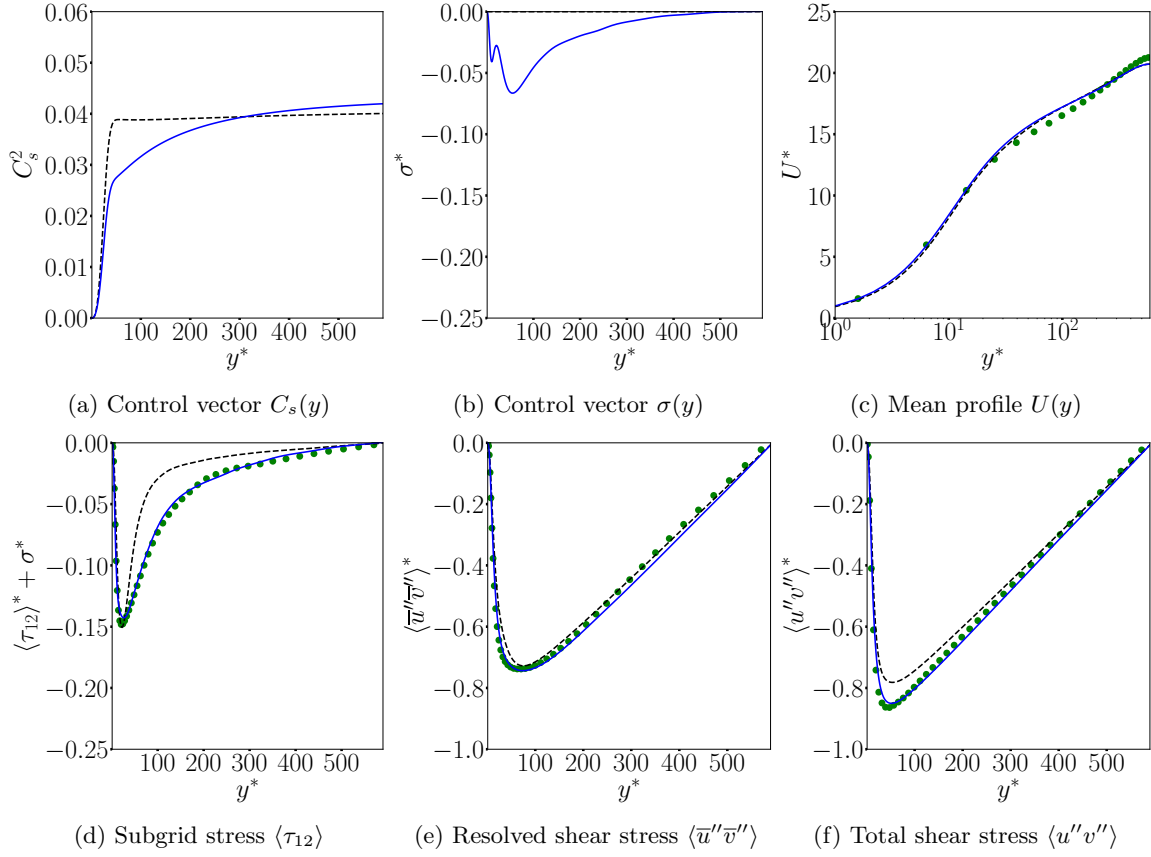 0.06
0.05
0.04
0.03
0.02
0.01
0.00
C_s^2
100 200 300 400 500
y*
(a) Control vector C_s(y)
0.00
−0.05
−0.10
−0.15
−0.20
−0.25
σ*
100 200 300 400 500
y*
(b) Control vector σ(y)
25
20
15
10
5
0
U*
10^0 10^1 10^2
y*
(c) Mean profile U(y)
0.00
−0.05
−0.10
−0.15
−0.20
−0.25
⟨τ_12⟩* + σ*
100 200 300 400 500
y*
(d) Subgrid stress ⟨τ_12⟩
0.0
−0.2
−0.4
−0.6
−0.8
−1.0
⟨u̅″v̅″⟩*
100 200 300 400 500
y*
(e) Resolved shear stress ⟨u̅″v̅″⟩
0.0
−0.2
−0.4
−0.6
−0.8
−1.0
⟨u″v″⟩*
100 200 300 400 500
y*
(f) Total shear stress ⟨u″v″⟩